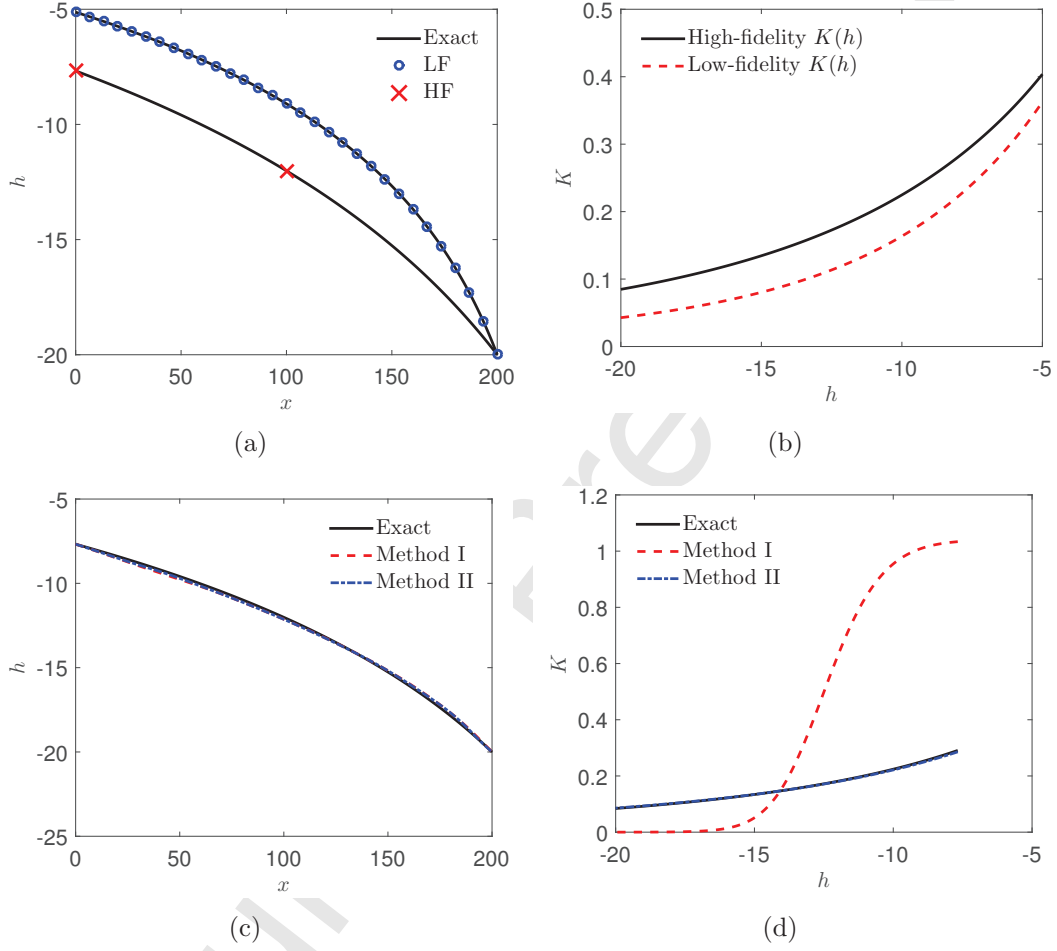 -5
-10
-15
-20
0
50
100
150
200
h
x
Exact
LF
HF
(a)
0.5
0.4
0.3
0.2
0.1
0
-20
-15
-10
-5
K
h
High-fidelity K(h)
Low-fidelity K(h)
(b)
-5
-10
-15
-20
-25
0
50
100
150
200
h
x
Exact
Method I
Method II
(c)
1.2
1
0.8
0.6
0.4
0.2
0
-20
-15
-10
-5
K
h
Exact
Method I
Method II
(d)